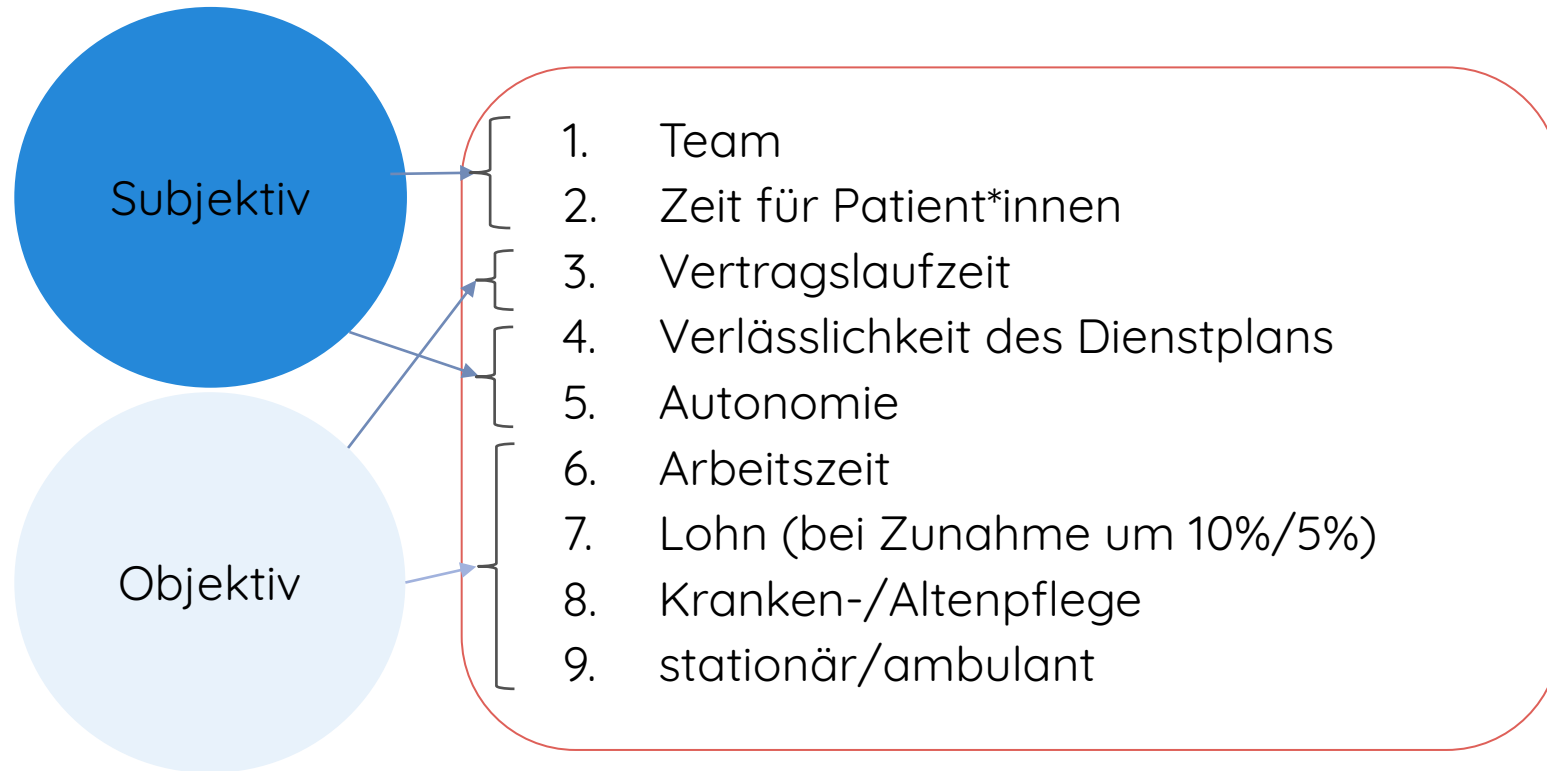 Subjektiv
Objektiv
1. Team
2. Zeit für Patient*innen
3. Vertragslaufzeit
4. Verlässlichkeit des Dienstplans
5. Autonomie
6. Arbeitszeit
7. Lohn (bei Zunahme um 10%/5%)
8. Kranken-/Altenpflege
9. stationär/ambulant